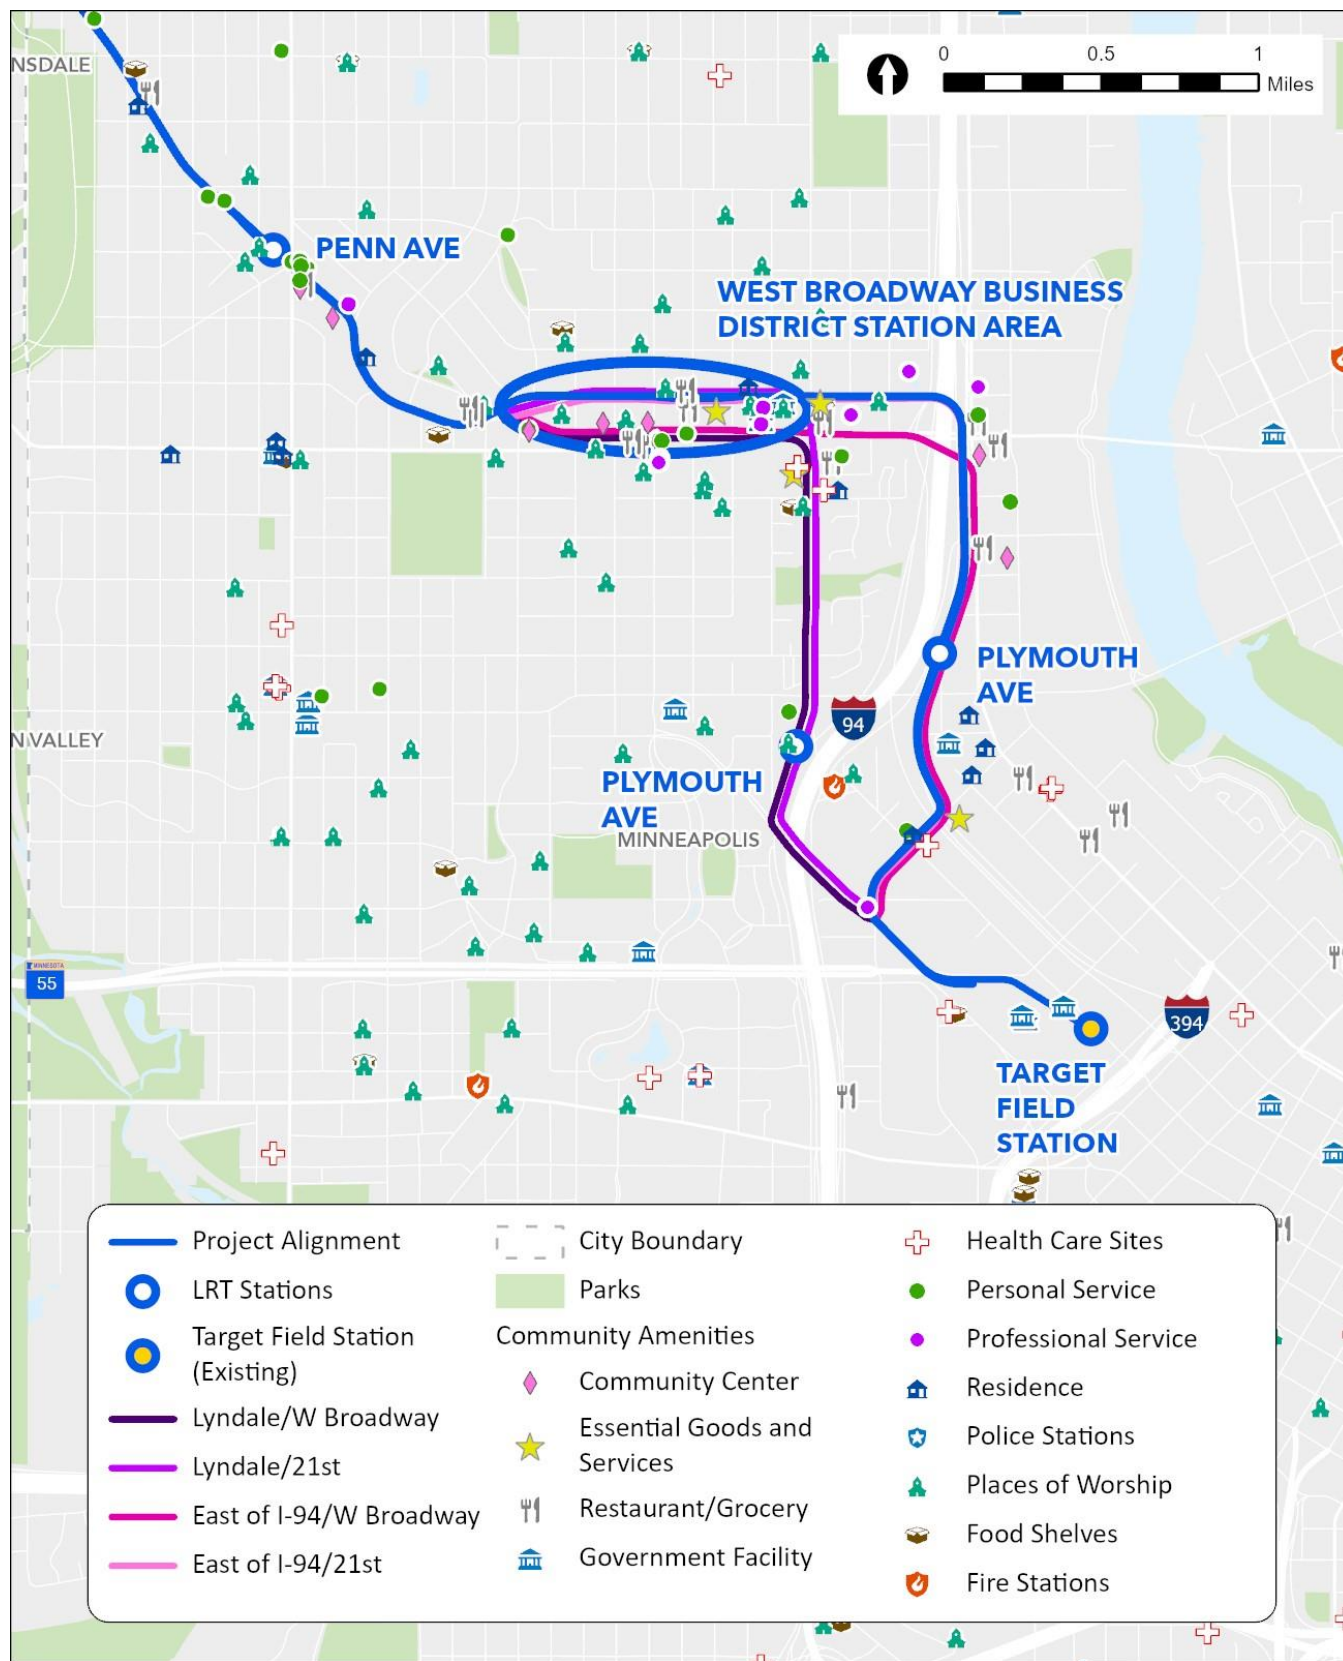 NSDALE
0 0.5 1
Miles
PENN AVE
WEST BROADWAY BUSINESS
DISTRICT STATION AREA
PLYMOUTH
AVE
94
N VALLEY
PLYMOUTH
AVE
MINNEAPOLIS
MINNESOTA
55
394
TARGET
FIELD
STATION
Project Alignment
LRT Stations
Target Field Station
(Existing)
Lyndale/W Broadway
Lyndale/21st
East of I-94/W Broadway
East of I-94/21st
City Boundary
Parks
Community Amenities
Community Center
Essential Goods and
Services
Restaurant/Grocery
Government Facility
Health Care Sites
Personal Service
Professional Service
Residence
Police Stations
Places of Worship
Food Shelves
Fire Stations